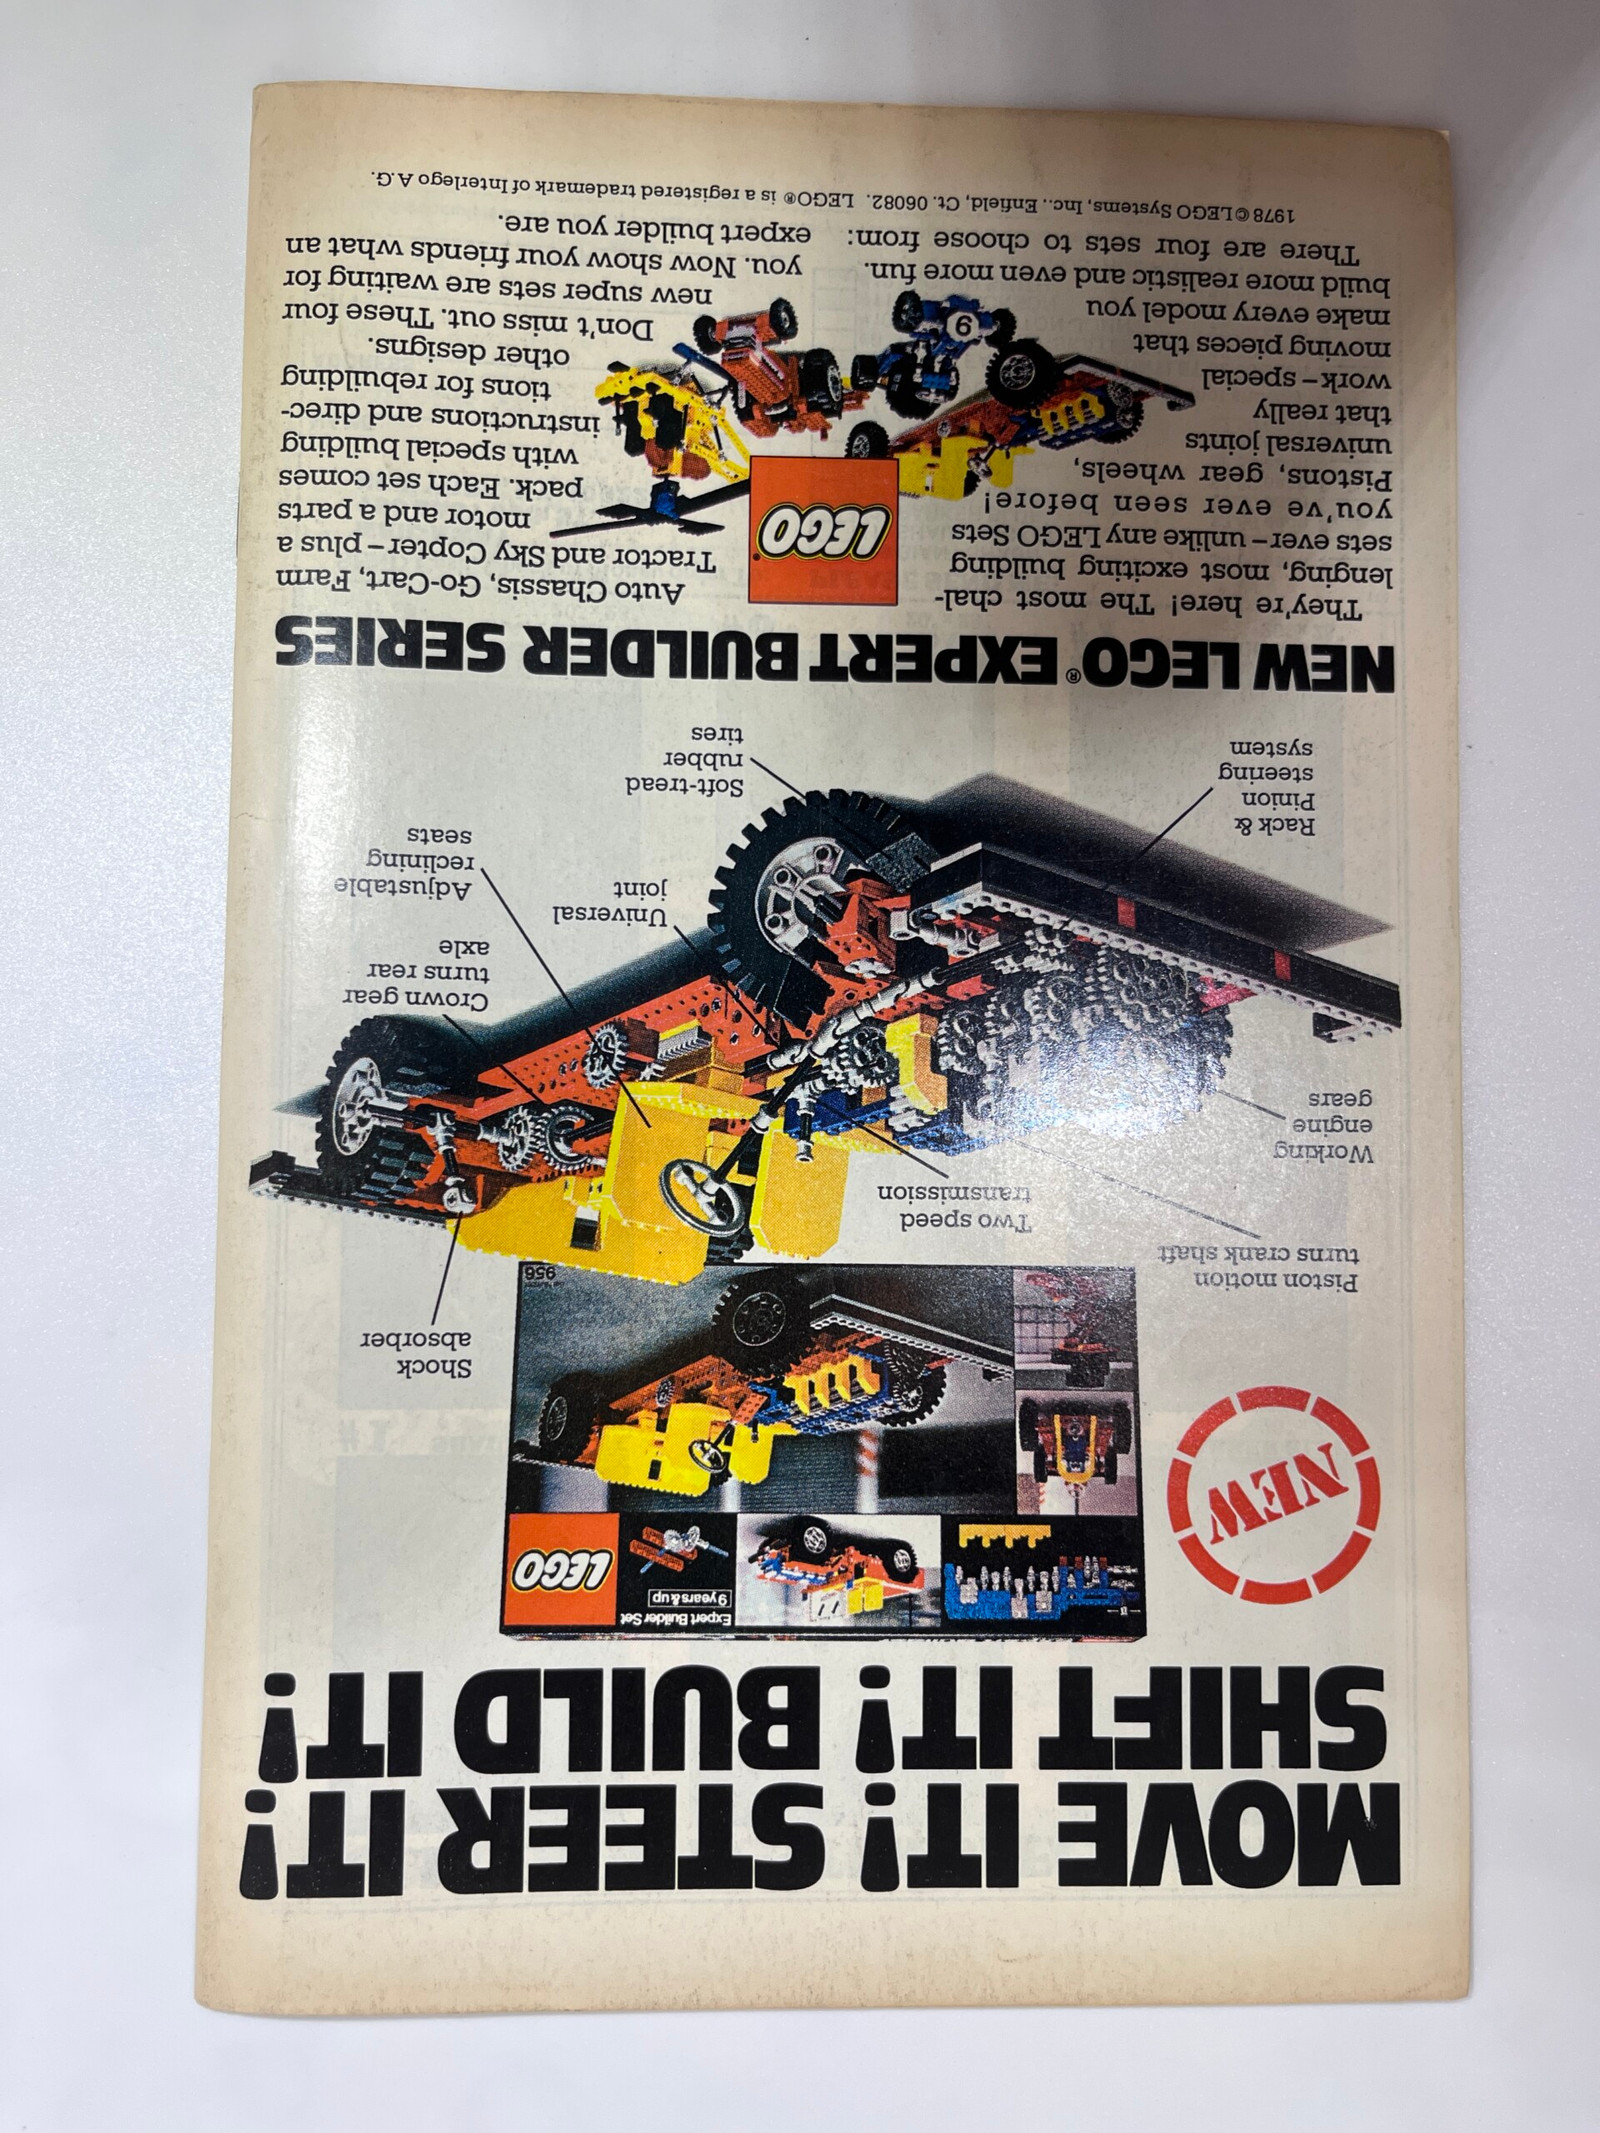 MOVE IT! STEER IT!
SHIFT IT! BUILD IT!
NEW
Expert Builder Set
9 years & up
LEGO
956
Shock
absorber
Piston motion
turns crank shaft
Two speed
transmission
Working
engine
gears
Crown gear
turns rear
axle
Universal
joint
Adjustable
reclining
seats
Rack &
Pinion
steering
system
Soft-tread
rubber
tires
NEW LEGO® EXPERT BUILDER SERIES
They're here! The most chal-
lenging, most exciting building
sets ever – unlike any LEGO Sets
you've ever seen before!
Pistons, gear wheels,
universal joints
that really
work – special
moving pieces that
make every model you
build more realistic and even more fun.
There are four sets to choose from:
LEGO®
6
Auto Chassis, Go-Cart, Farm
Tractor and Sky Copter – plus a
motor and a parts
pack. Each set comes
with special building
instructions and direc-
tions for rebuilding
other designs.
Don't miss out. These four
new super sets are waiting for
you. Now show your friends what an
expert builder you are.
1978 © LEGO Systems, Inc., Enfield, Ct. 06082. LEGO® is a registered trademark of Interlego A.G.